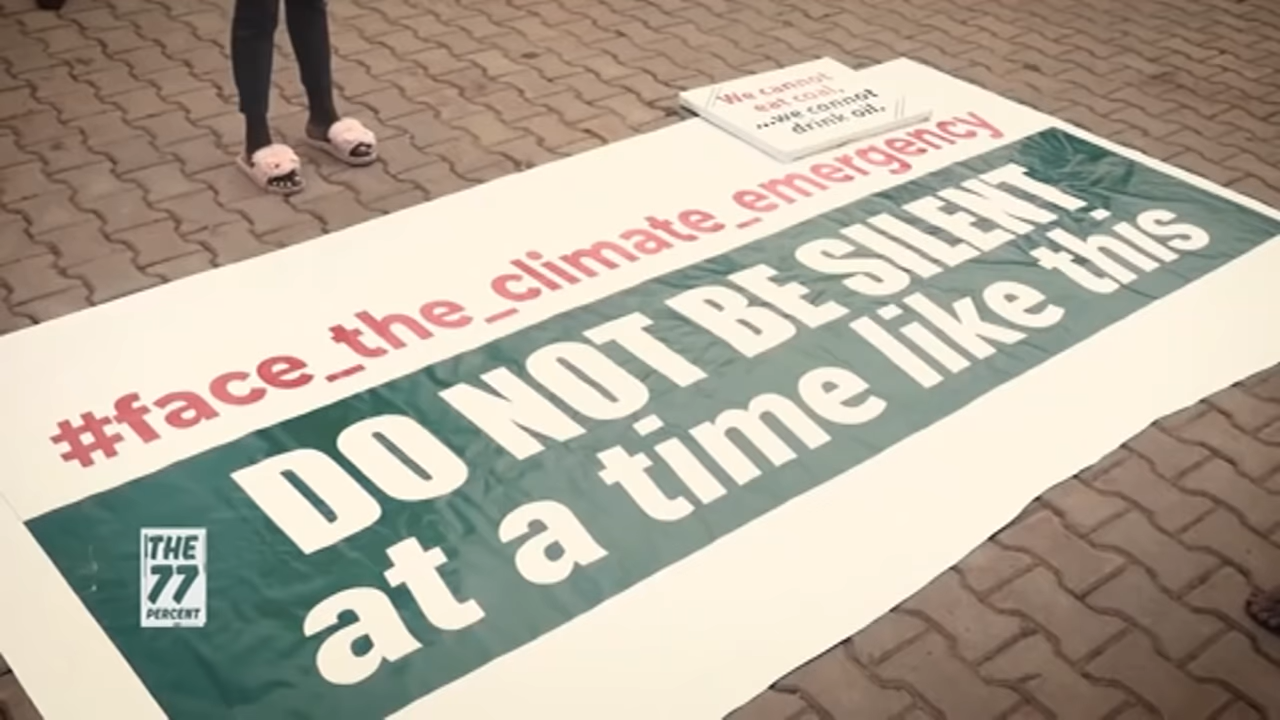 We cannot
eat coal,
...we cannot
drink oil,
#face_the_climate_emergency
DO NOT BE SILENT
at a time like this
THE
77
PERCENT